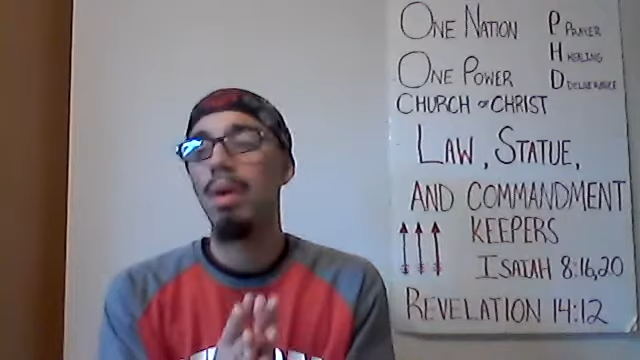 ONE NATION
P PRAYER
H HEALING
ONE POWER
D DELIVERANCE
CHURCH OF CHRIST
LAW, STATUE,
AND COMMANDMENT
KEEPERS
ISAIAH 8:16,20
REVELATION 14:12